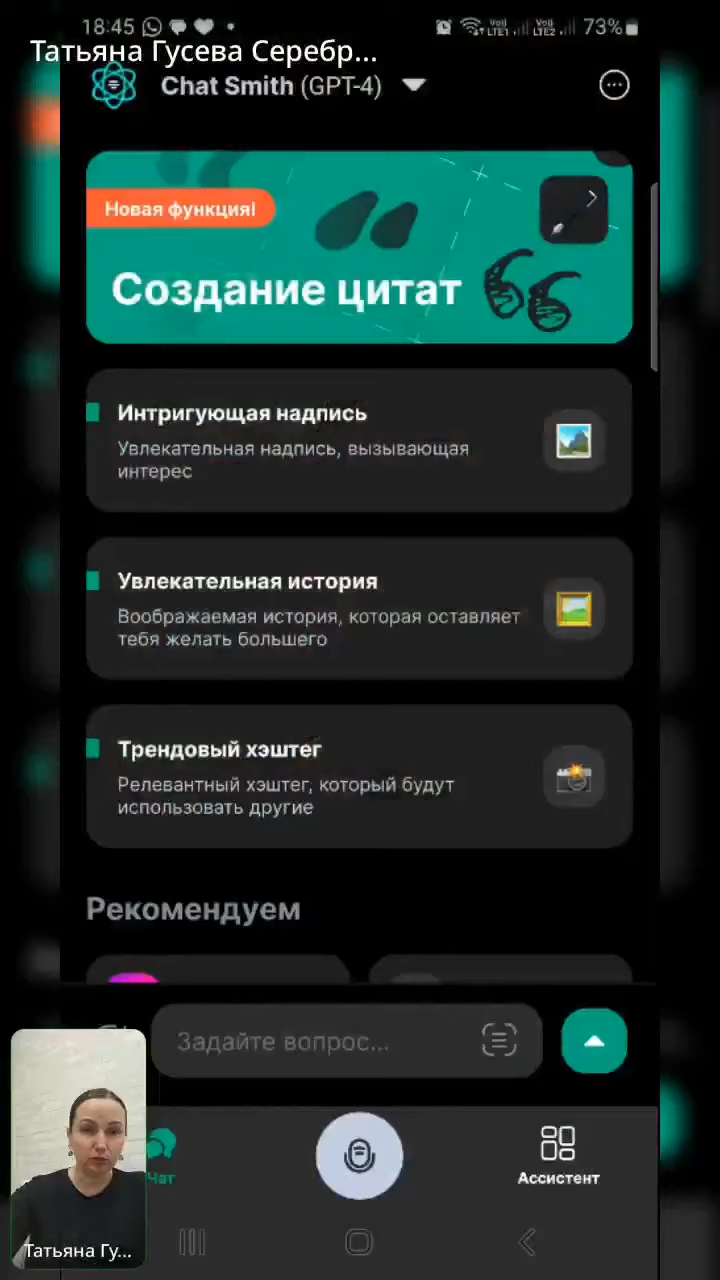 18:45
73%
Татьяна Гусева Серебр...
Chat Smith (GPT-4)
Новая функция!
Создание цитат
Интригующая надпись
Увлекательная надпись, вызывающая
интерес
Увлекательная история
Воображаемая история, которая оставляет
тебя желать большего
Трендовый хэштег
Релевантный хэштег, который будут
использовать другие
Рекомендуем
Задайте вопрос...
Чат
Ассистент
Татьяна Гу...